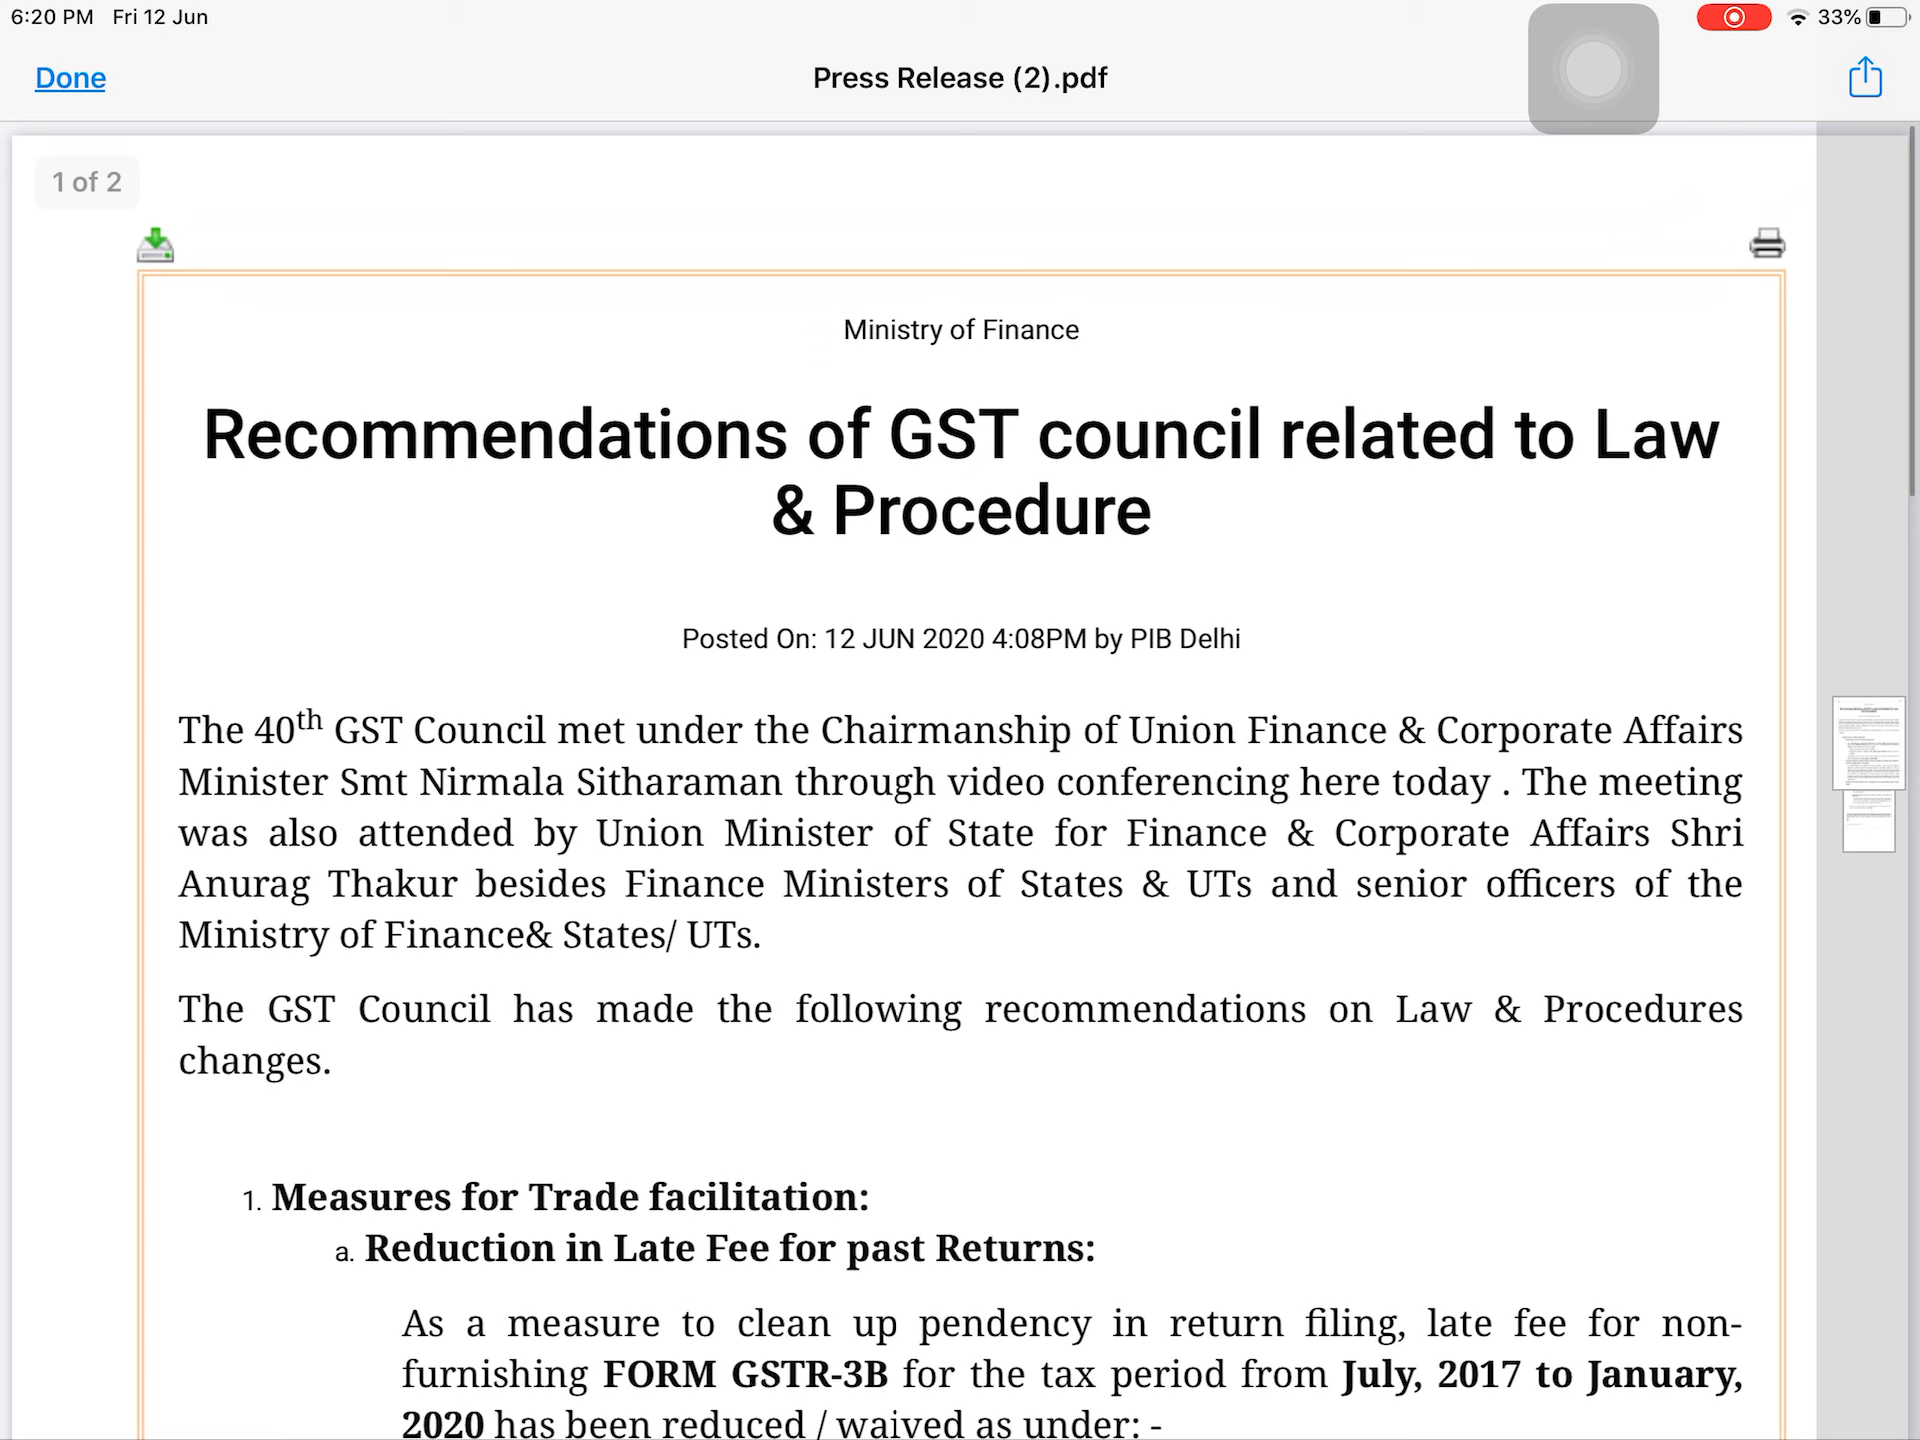 6:20 PM Fri 12 Jun
33%
Done
Press Release (2).pdf
1 of 2
Ministry of Finance
Recommendations of GST council related to Law
& Procedure
Posted On: 12 JUN 2020 4:08PM by PIB Delhi
The 40th GST Council met under the Chairmanship of Union Finance & Corporate Affairs
Minister Smt Nirmala Sitharaman through video conferencing here today . The meeting
was also attended by Union Minister of State for Finance & Corporate Affairs Shri
Anurag Thakur besides Finance Ministers of States & UTs and senior officers of the
Ministry of Finance& States/ UTs.
The GST Council has made the following recommendations on Law & Procedures
changes.
1. Measures for Trade facilitation:
a. Reduction in Late Fee for past Returns:
As a measure to clean up pendency in return filing, late fee for non-
furnishing FORM GSTR-3B for the tax period from July, 2017 to January,
2020 has been reduced / waived as under: -